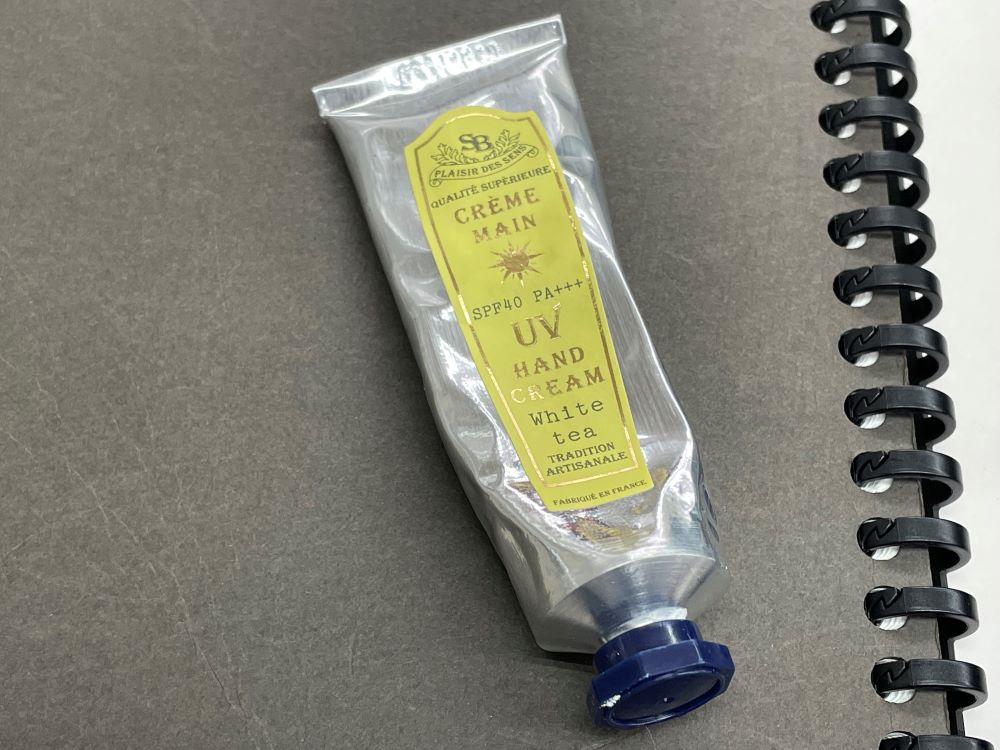 SB
PLAISIR DES SENS
QUALITÉ SUPÉRIEURE
CRÈME
MAIN
SPF40 PA+++
UV
HAND
CREAM
White
tea
TRADITION
ARTISANALE
FABRIQUÉ EN FRANCE